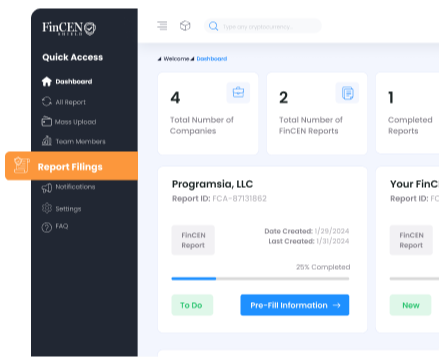 FinCEN
SHIELD
Quick Access
Dashboard
All Report
Mass Upload
Team Members
Report Filings
Notifications
Settings
FAQ
Type any cryptocurrency...
Welcome Dashboard
4
Total Number of
Companies
2
Total Number of
FinCEN Reports
1
Completed
Reports
Programsia, LLC
Report ID: FCA-87131862
FinCEN
Report
Date Created: 1/29/2024
Last Created: 1/31/2024
25% Completed
To Do
Pre-Fill Information →
Your FinC
Report ID: FC
FinCEN
Report
New